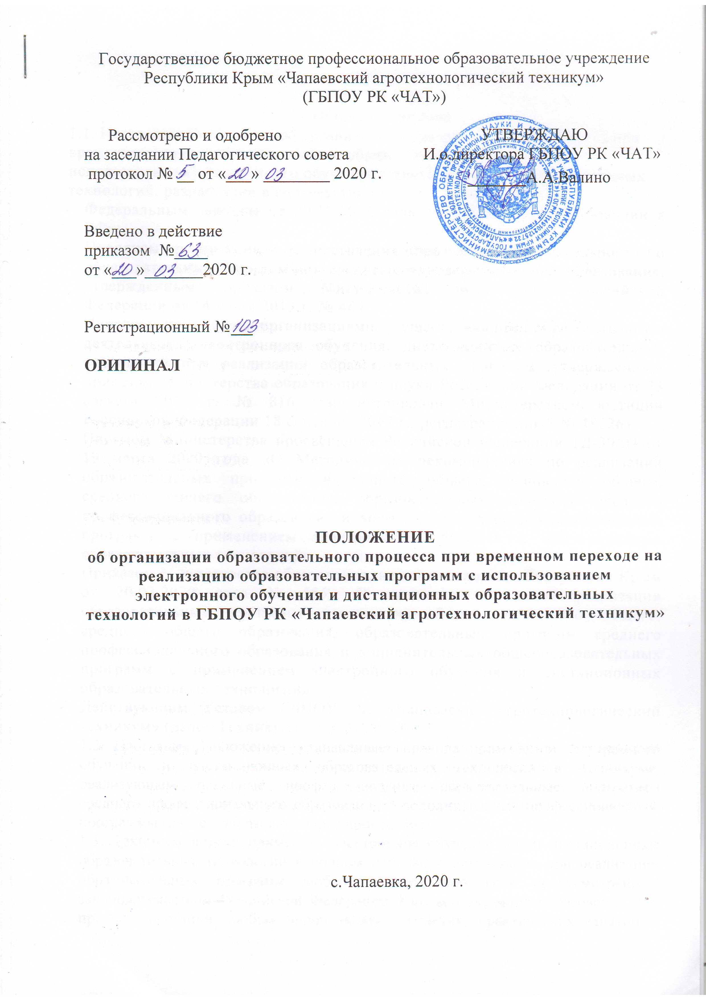 Государственное бюджетное профессиональное образовательное учреждение
Республики Крым «Чапаевский агротехнологический техникум»
(ГБПОУ РК «ЧАТ»)
Рассмотрено и одобрено
на заседании Педагогического совета
протокол № 5 от «20» 03 2020 г.
УТВЕРЖДАЮ
И.о.директора ГБПОУ РК «ЧАТ»
А.А.Валино
Введено в действие
приказом № 63
от «20» 03 2020 г.
Регистрационный № 103
ОРИГИНАЛ
ПОЛОЖЕНИЕ
об организации образовательного процесса при временном переходе на
реализацию образовательных программ с использованием
электронного обучения и дистанционных образовательных
технологий в ГБПОУ РК «Чапаевский агротехнологический техникум»
с.Чапаевка, 2020 г.